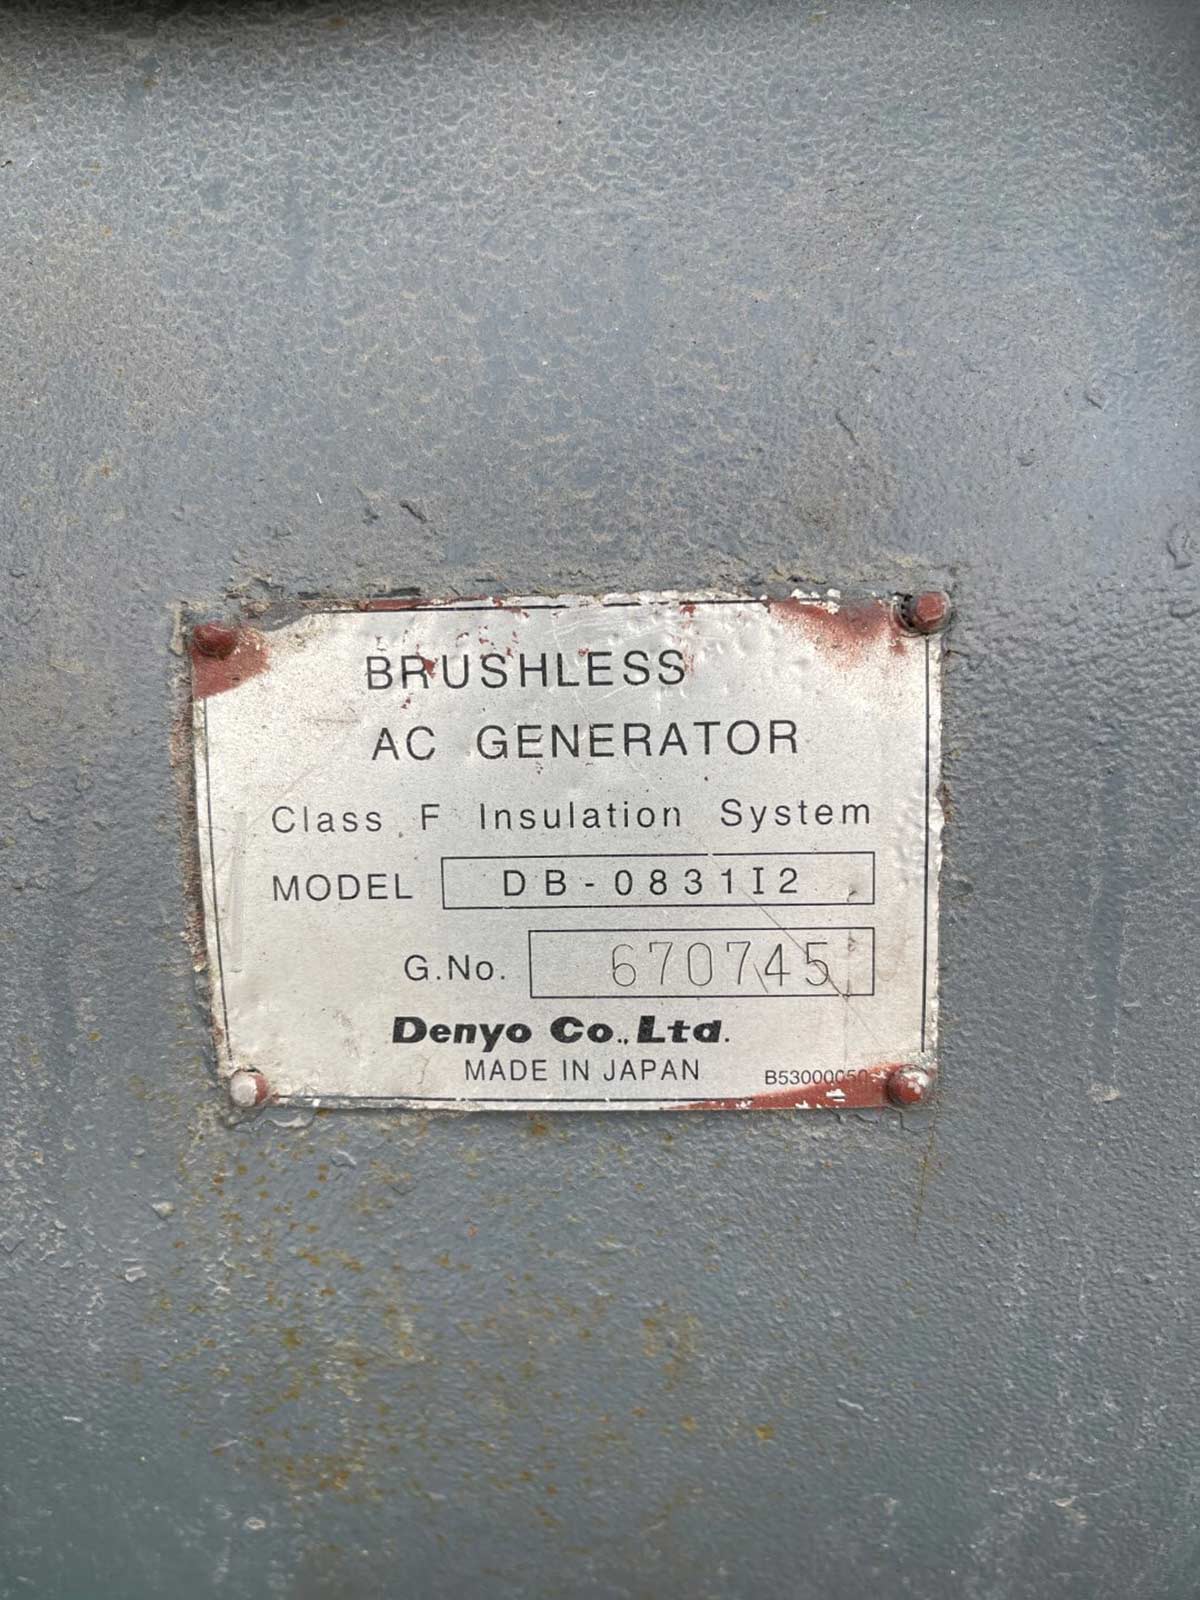 BRUSHLESS
AC GENERATOR
Class F Insulation System
MODEL DB-0831I2
G.No. 670745
Denyo Co., Ltd.
MADE IN JAPAN